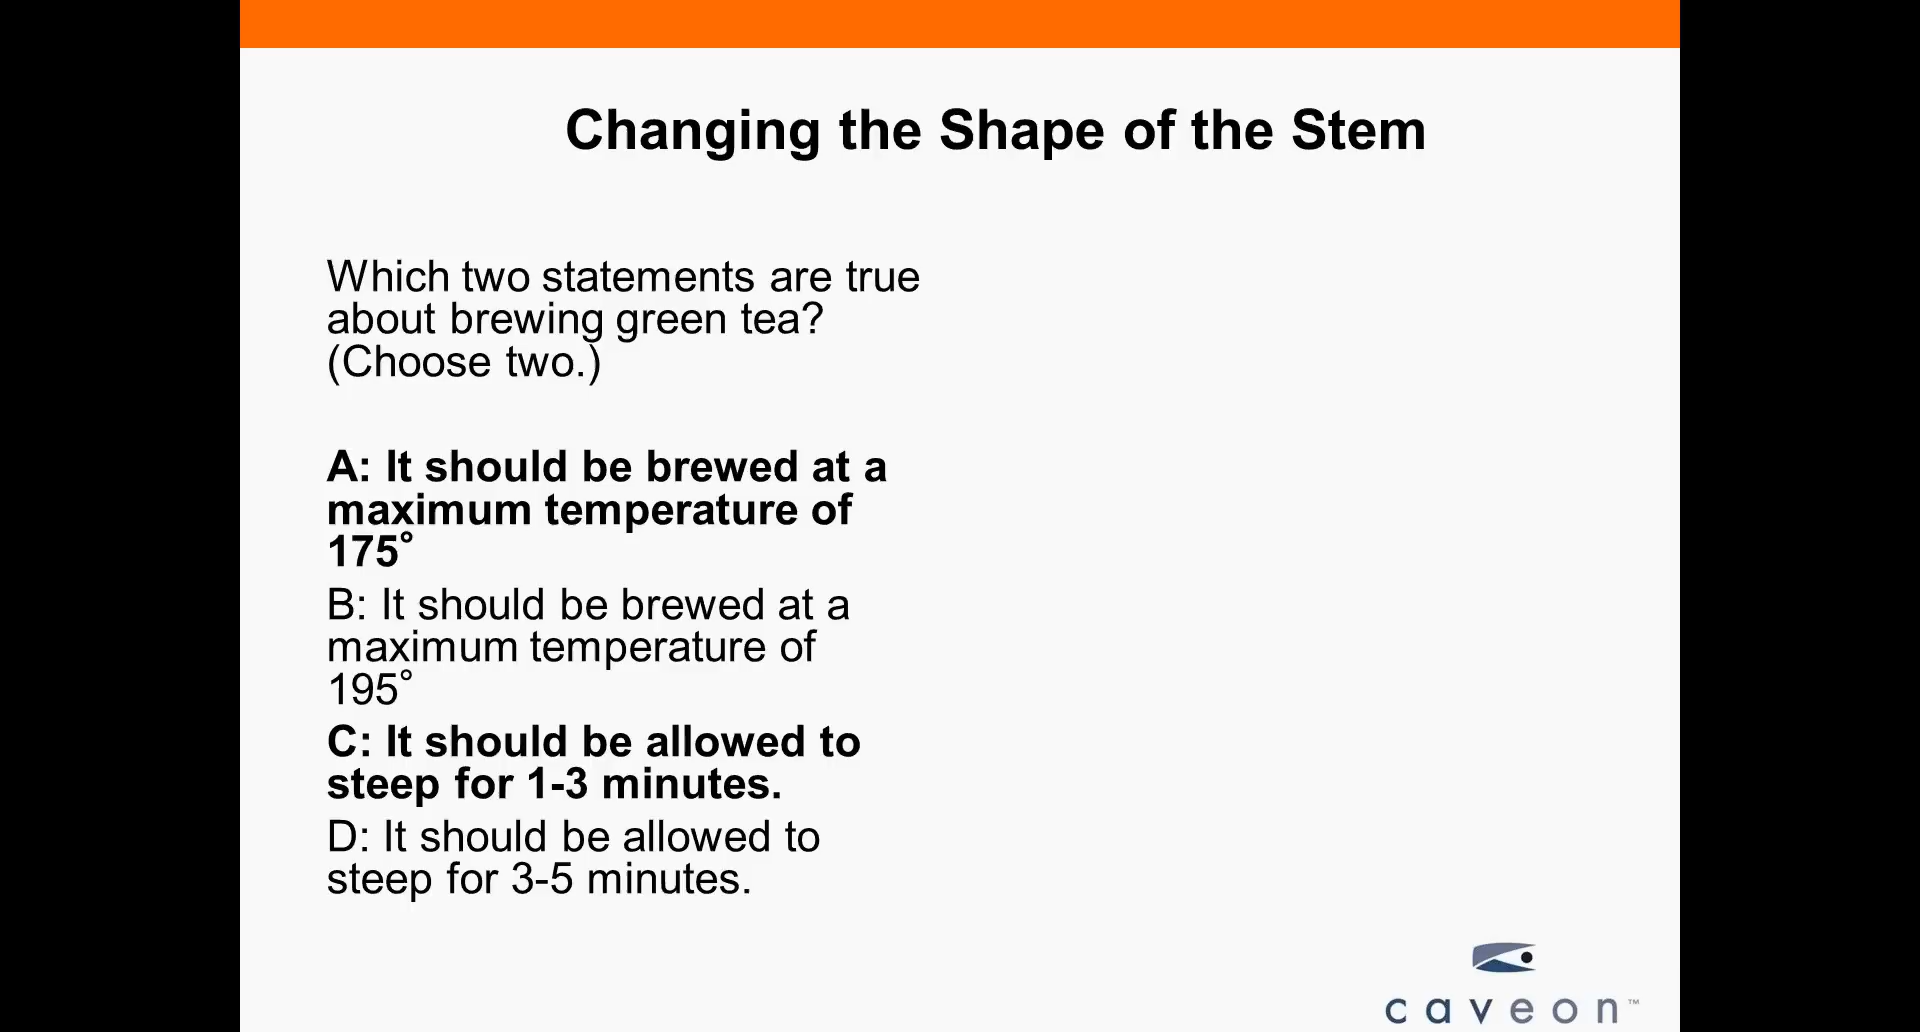 Changing the Shape of the Stem
Which two statements are true
about brewing green tea?
(Choose two.)
A: It should be brewed at a
maximum temperature of
175°
B: It should be brewed at a
maximum temperature of
195°
C: It should be allowed to
steep for 1-3 minutes.
D: It should be allowed to
steep for 3-5 minutes.
caveon™